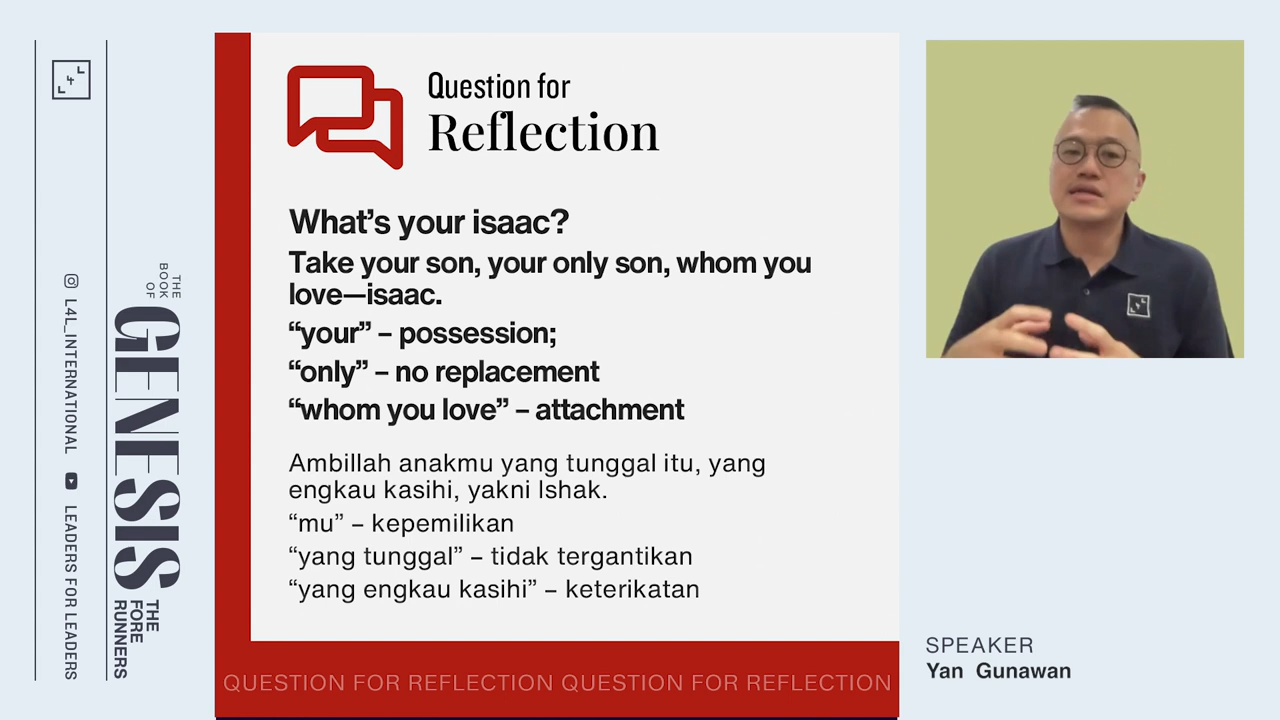 THE
BOOK
OF
GENESIS
THE
FORE
RUNNERS
L4L_INTERNATIONAL
LEADERS FOR LEADERS
Question for
Reflection
What’s your isaac?
Take your son, your only son, whom you
love—isaac.
“your” – possession;
“only” – no replacement
“whom you love” – attachment
Ambillah anakmu yang tunggal itu, yang
engkau kasihi, yakni Ishak.
“mu” – kepemilikan
“yang tunggal” – tidak tergantikan
“yang engkau kasihi” – keterikatan
QUESTION FOR REFLECTION QUESTION FOR REFLECTION
SPEAKER
Yan Gunawan